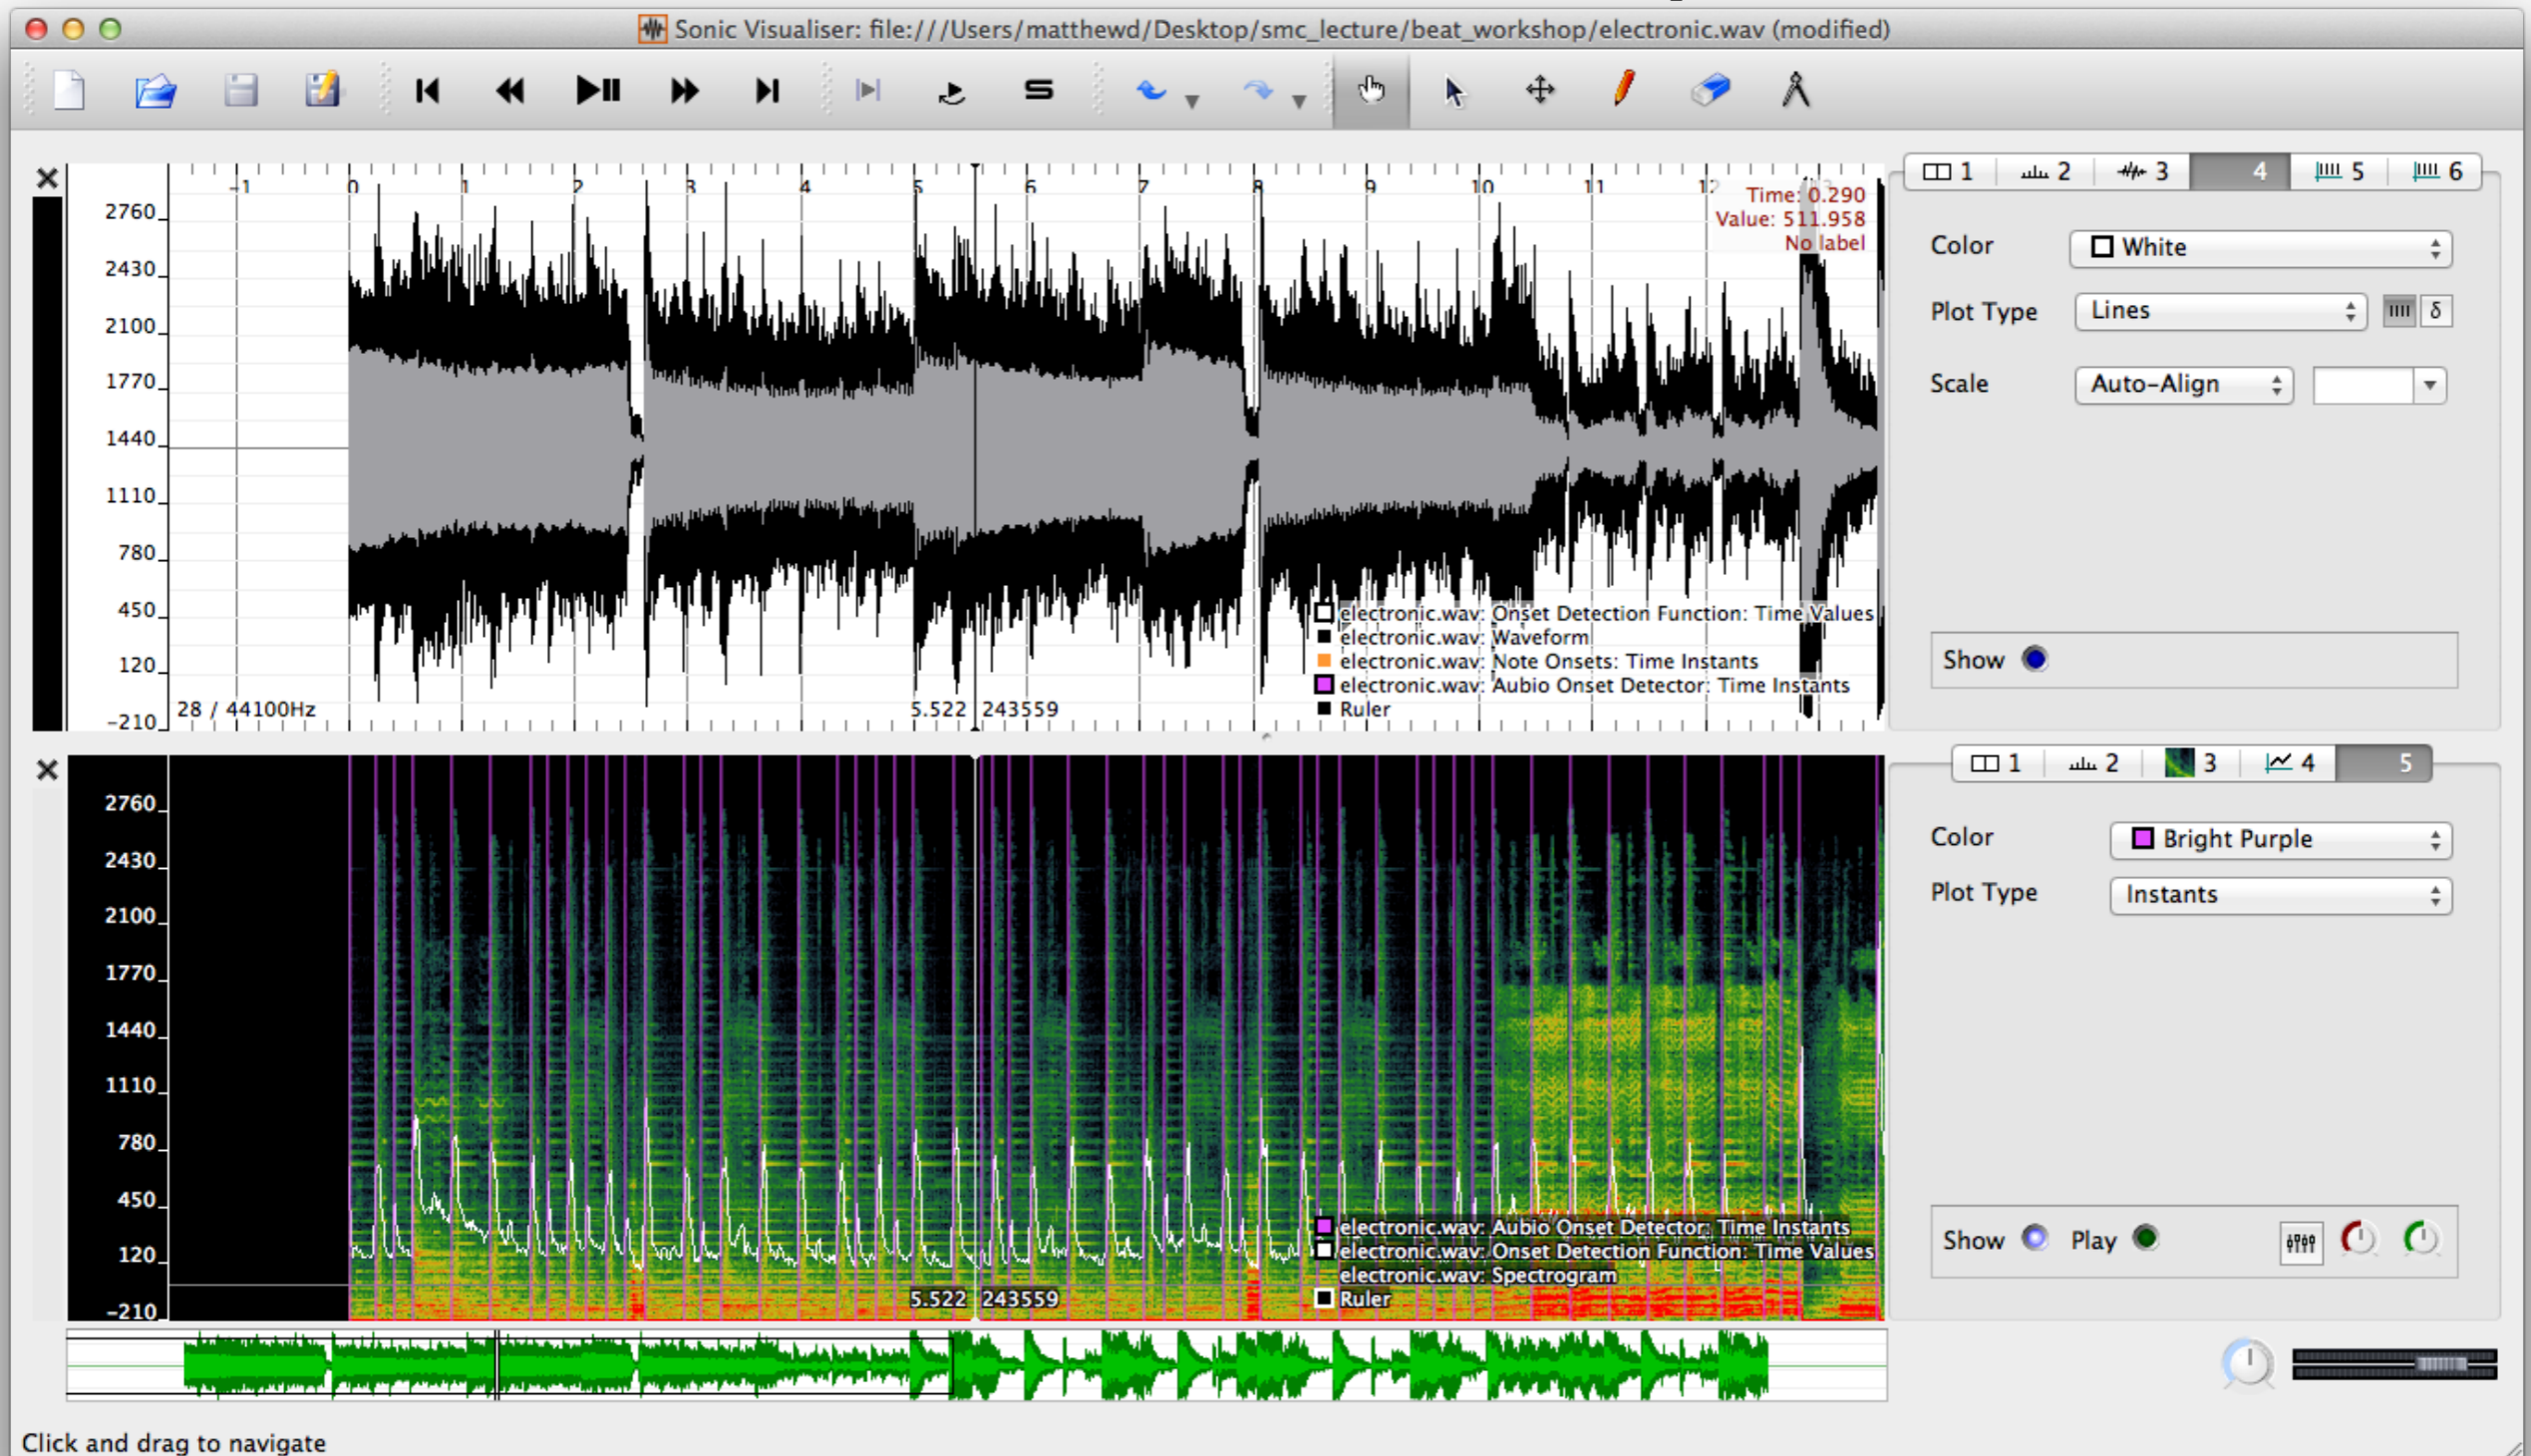 Sonic Visualiser: file:///Users/matthewd/Desktop/smc_lecture/beat_workshop/electronic.wav (modified)
-1 0 1 2 3 4 5 6 7 8 9 10 11 12
Time: 0.290
Value: 511.958
No label
2760
2430
2100
1770
1440
1110
780
450
120
-210
electronic.wav: Onset Detection Function: Time Values
electronic.wav: Waveform
electronic.wav: Note Onsets: Time Instants
electronic.wav: Aubio Onset Detector: Time Instants
Ruler
28 / 44100Hz
5.522 243559
1 2 3 4 5 6
Color White
Plot Type Lines δ
Scale Auto-Align
Show
2760
2430
2100
1770
1440
1110
780
450
120
-210
electronic.wav: Aubio Onset Detector: Time Instants
electronic.wav: Onset Detection Function: Time Values
electronic.wav: Spectrogram
Ruler
5.522 243559
1 2 3 4 5
Color Bright Purple
Plot Type Instants
Show Play
Click and drag to navigate